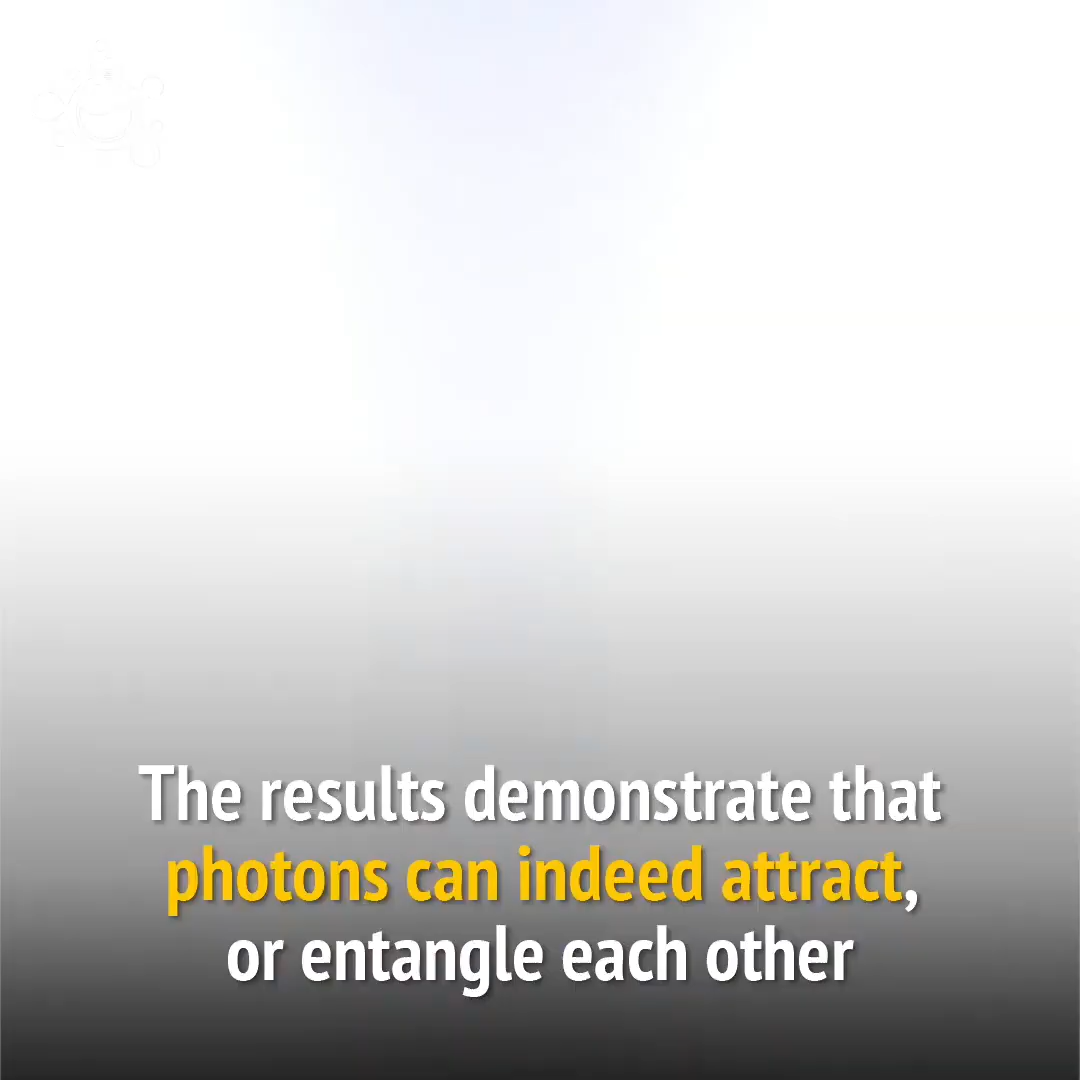 The results demonstrate that
photons can indeed attract,
or entangle each other